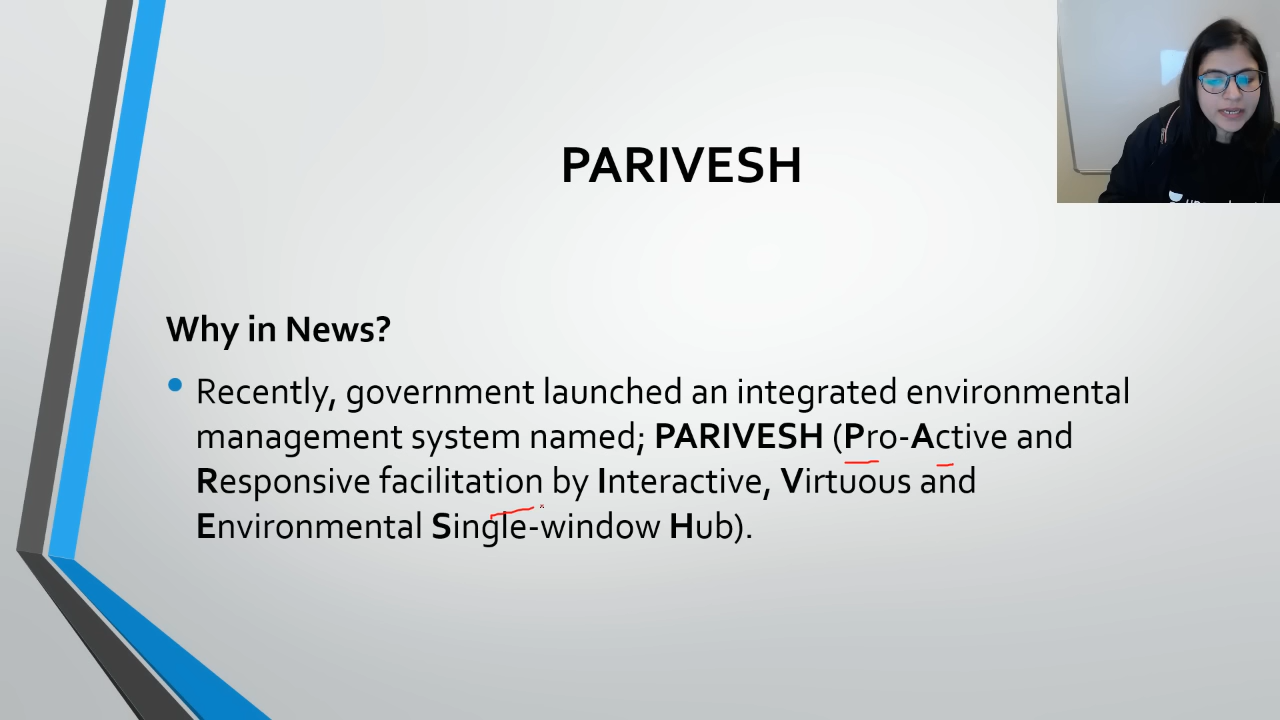 PARIVESH
Why in News?
• Recently, government launched an integrated environmental
management system named; PARIVESH (Pro-Active and
Responsive facilitation by Interactive, Virtuous and
Environmental Single-window Hub).